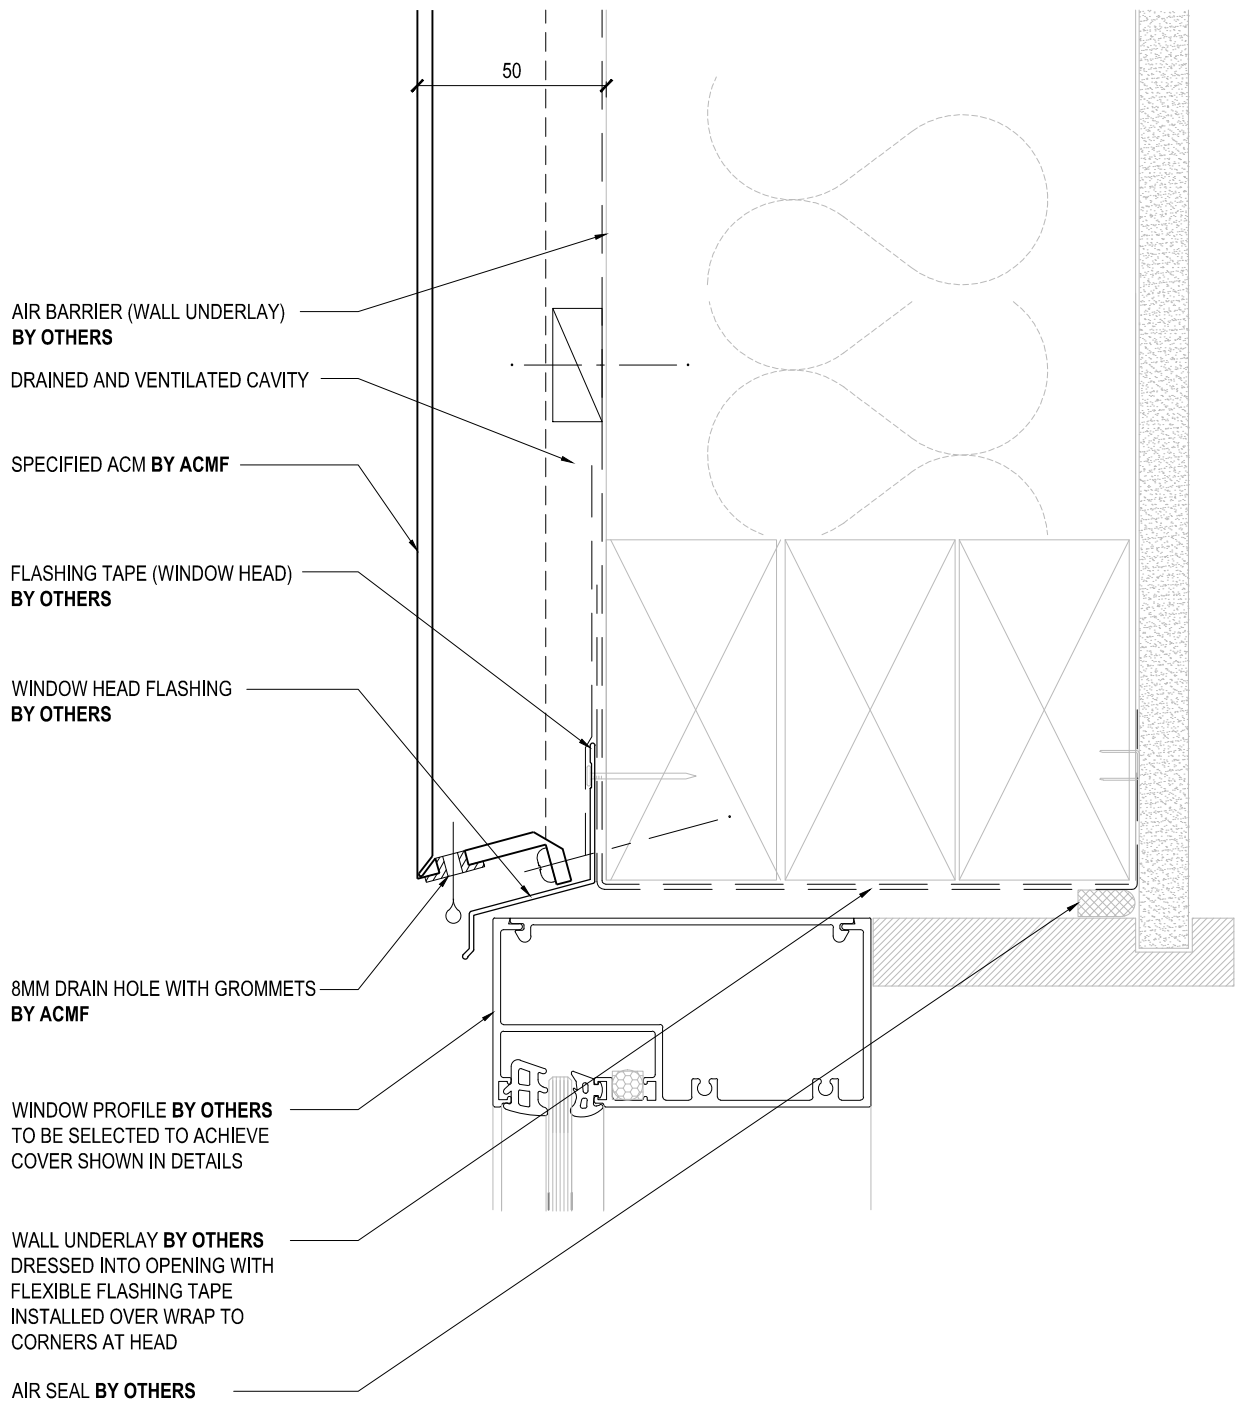 50
AIR BARRIER (WALL UNDERLAY)
BY OTHERS
DRAINED AND VENTILATED CAVITY
SPECIFIED ACM BY ACMF
FLASHING TAPE (WINDOW HEAD)
BY OTHERS
WINDOW HEAD FLASHING
BY OTHERS
8MM DRAIN HOLE WITH GROMMETS
BY ACMF
WINDOW PROFILE BY OTHERS
TO BE SELECTED TO ACHIEVE
COVER SHOWN IN DETAILS
WALL UNDERLAY BY OTHERS
DRESSED INTO OPENING WITH
FLEXIBLE FLASHING TAPE
INSTALLED OVER WRAP TO
CORNERS AT HEAD
AIR SEAL BY OTHERS